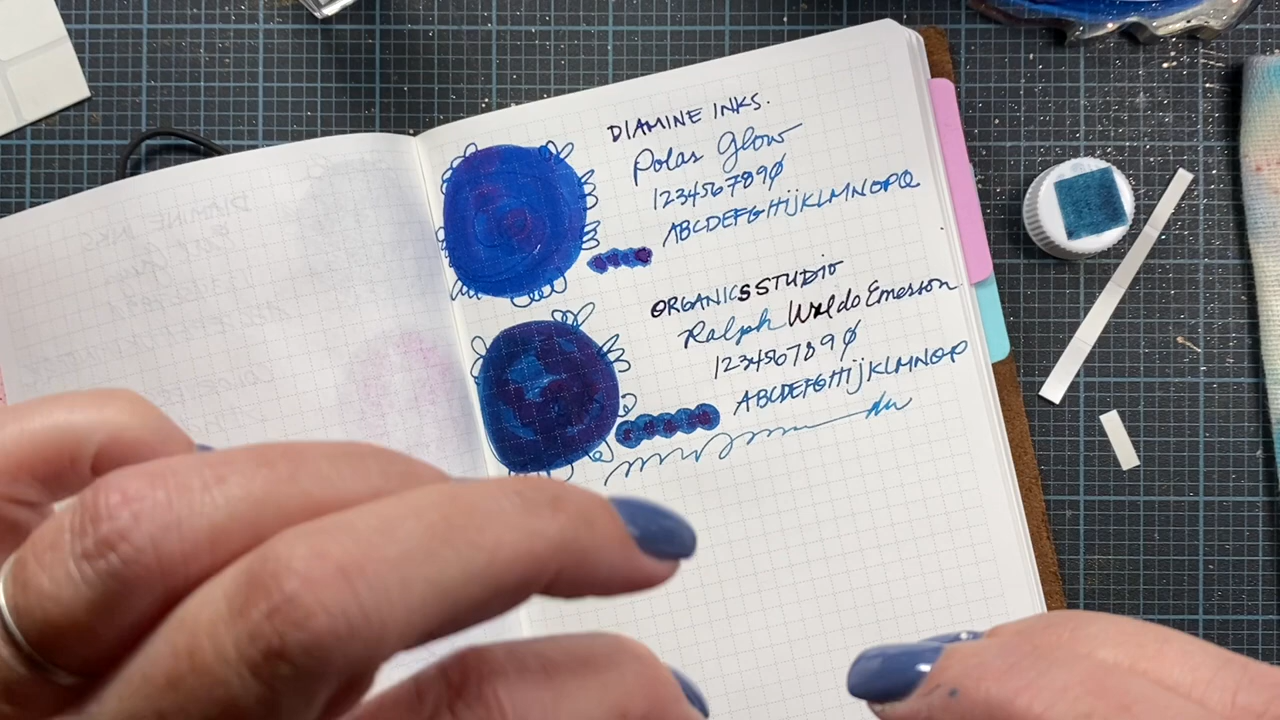 DIAMINE INKS.
Polar Glow
1234567890
ABCDEFGHIJKLMNOPQ
ORGANICS STUDIO
Ralph Waldo Emerson
1234567890
ABCDEFGHIJKLMNOP